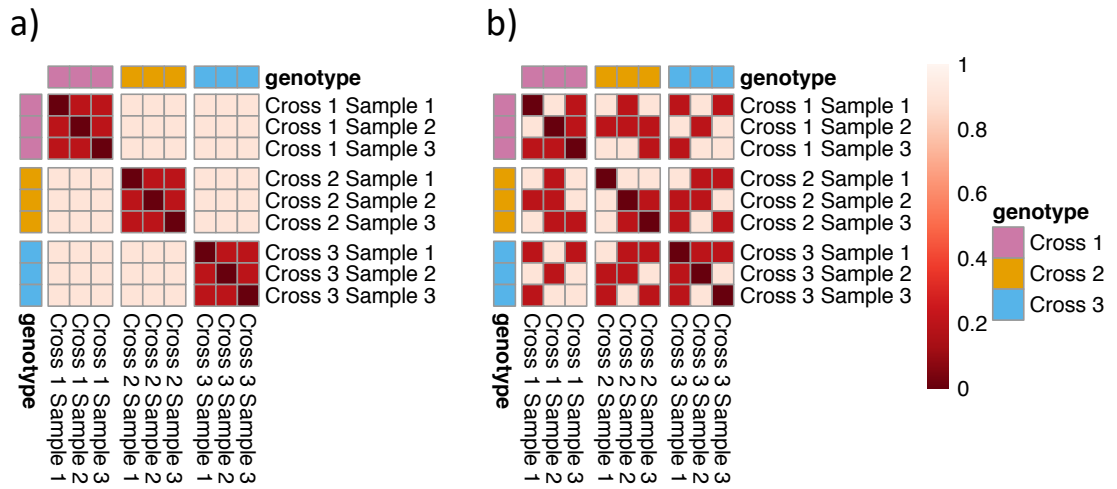 a)
genotype
Cross 1 Sample 1
Cross 1 Sample 2
Cross 1 Sample 3
Cross 2 Sample 1
Cross 2 Sample 2
Cross 2 Sample 3
Cross 3 Sample 1
Cross 3 Sample 2
Cross 3 Sample 3
genotype
Cross 1 Sample 1
Cross 1 Sample 2
Cross 1 Sample 3
Cross 2 Sample 1
Cross 2 Sample 2
Cross 2 Sample 3
Cross 3 Sample 1
Cross 3 Sample 2
Cross 3 Sample 3
b)
genotype
Cross 1 Sample 1
Cross 1 Sample 2
Cross 1 Sample 3
Cross 2 Sample 1
Cross 2 Sample 2
Cross 2 Sample 3
Cross 3 Sample 1
Cross 3 Sample 2
Cross 3 Sample 3
genotype
Cross 1 Sample 1
Cross 1 Sample 2
Cross 1 Sample 3
Cross 2 Sample 1
Cross 2 Sample 2
Cross 2 Sample 3
Cross 3 Sample 1
Cross 3 Sample 2
Cross 3 Sample 3
1
0.8
0.6
0.4
0.2
0
genotype
Cross 1
Cross 2
Cross 3